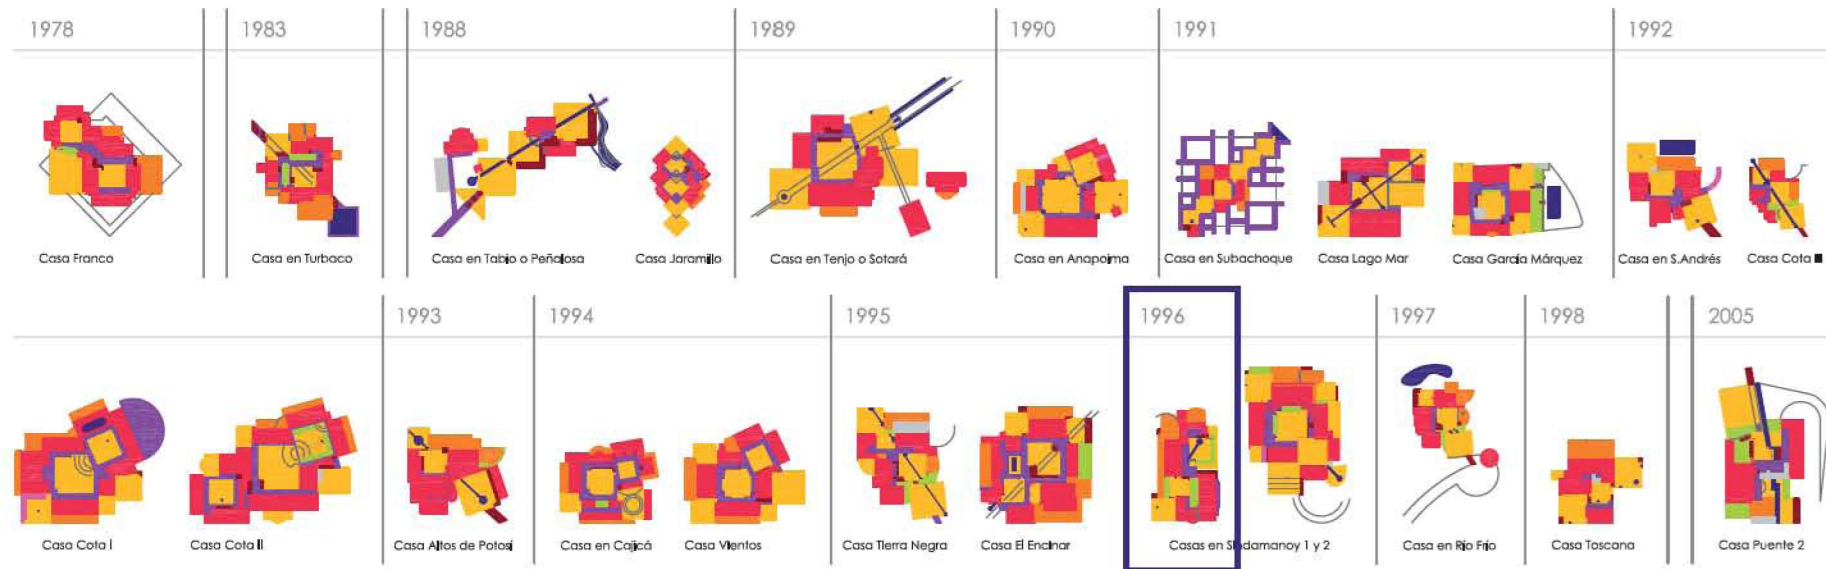 1978
1983
1988
1989
1990
1991
1992
Casa Franco
Casa en Turbaco
Casa en Tabio o Peñalosa
Casa Jaramillo
Casa en Tenjo o Sotará
Casa en Anapoima
Casa en Subachoque
Casa Lago Mar
Casa García Márquez
Casa en S.Andrés
Casa Cota III
1993
1994
1995
1996
1997
1998
2005
Casa Cota I
Casa Cota II
Casa Altos de Potosí
Casa en Cajicá
Casa Vientos
Casa Tierra Negra
Casa El Encinar
Casas en Sindamanoy 1 y 2
Casa en Río Frío
Casa Toscana
Casa Puente 2